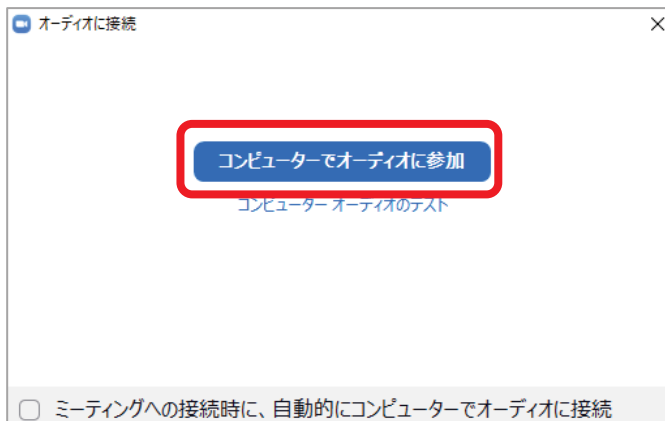 オーディオに接続
コンピューターでオーディオに参加
コンピューター オーディオのテスト
ミーティングへの接続時に、自動的にコンピューターでオーディオに接続